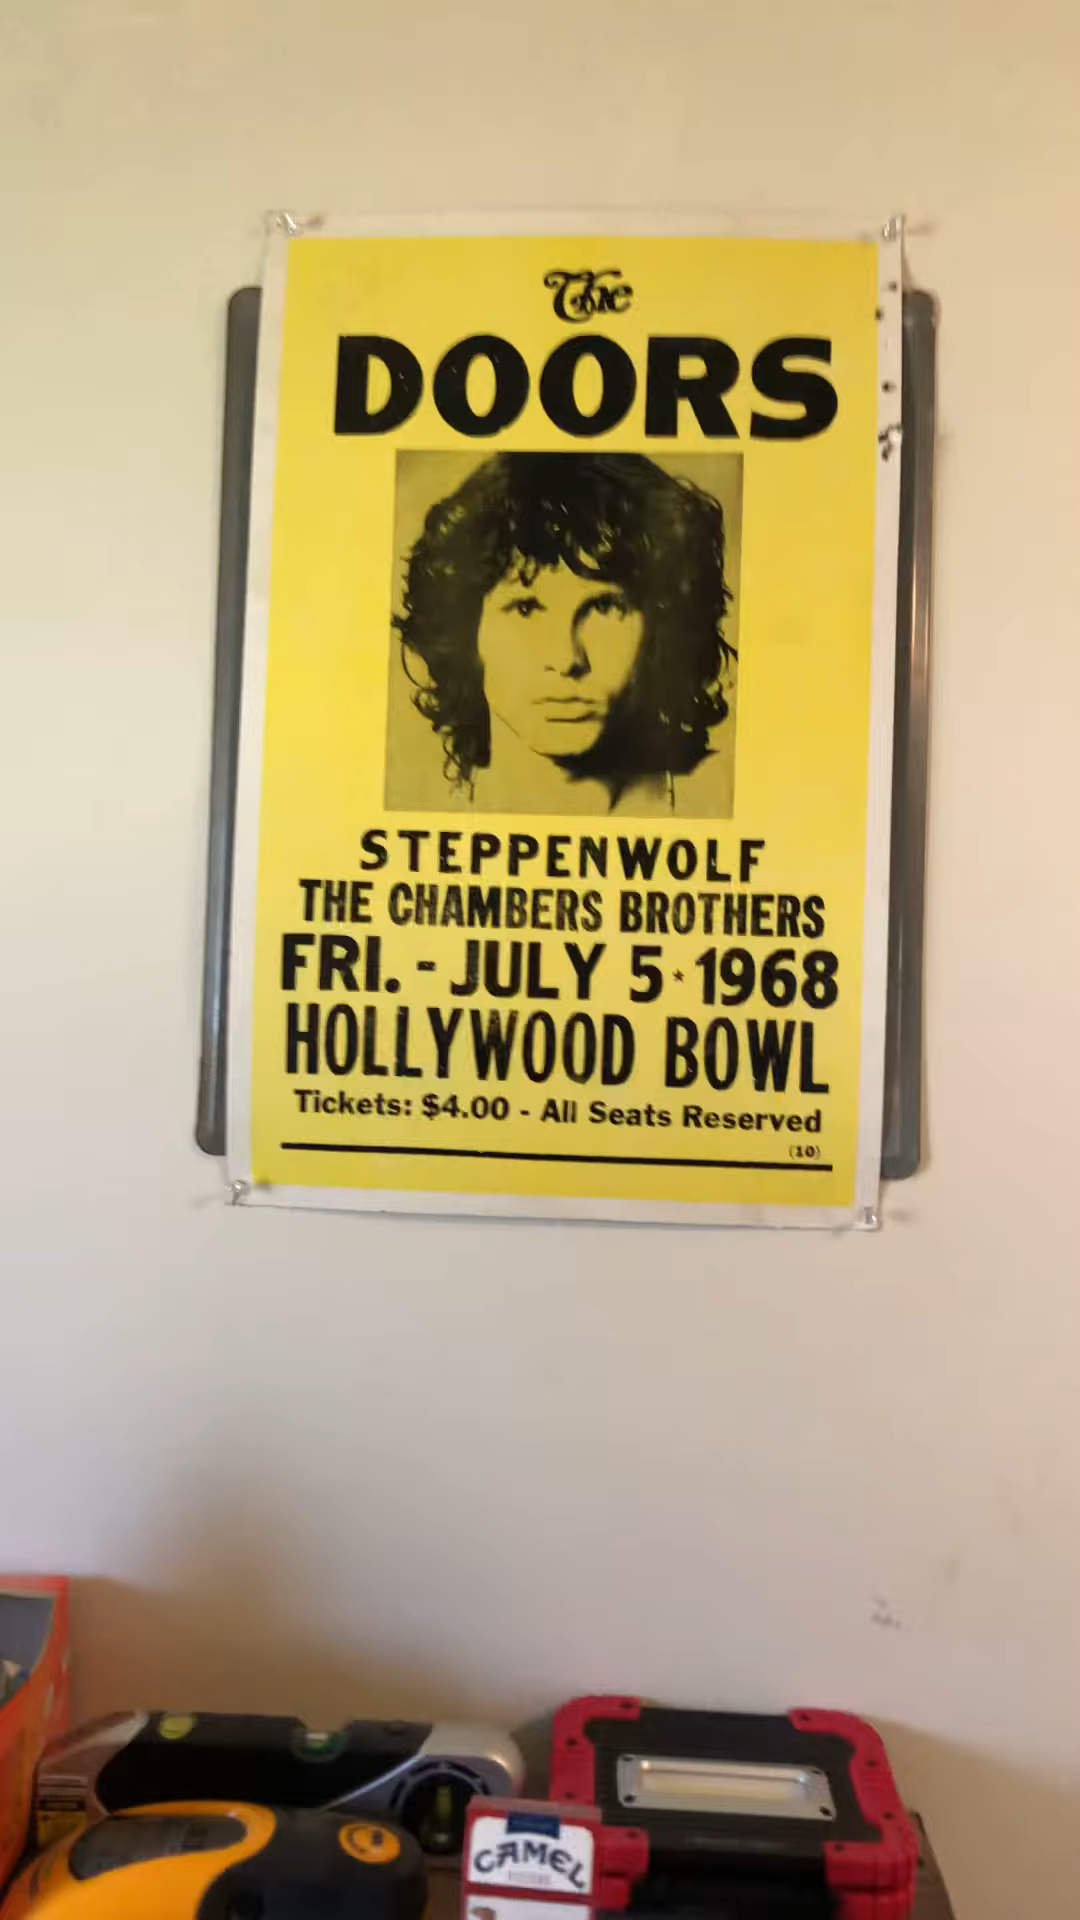 The
DOORS
STEPPENWOLF
THE CHAMBERS BROTHERS
FRI. - JULY 5 * 1968
HOLLYWOOD BOWL
Tickets: $4.00 - All Seats Reserved
(10)
CAMEL